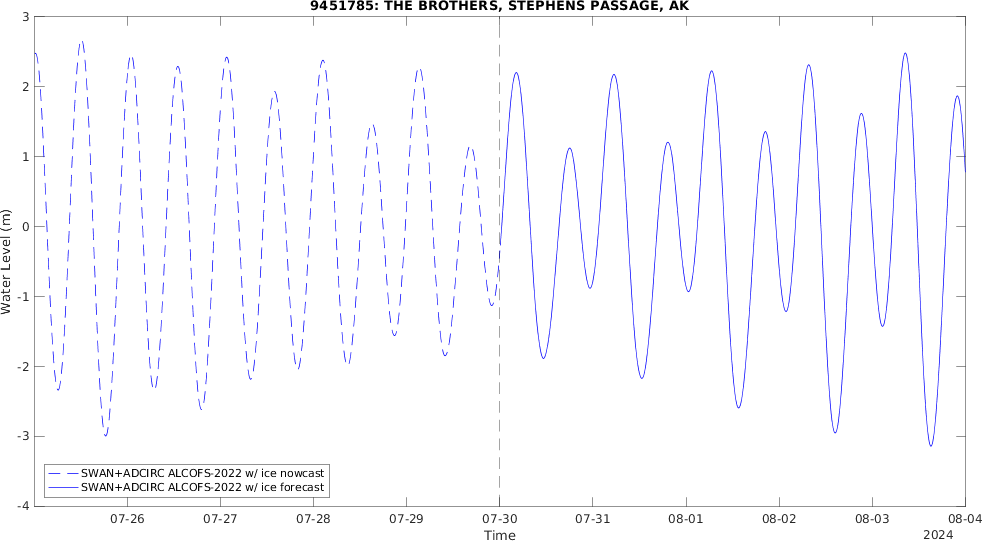 9451785: THE BROTHERS, STEPHENS PASSAGE, AK
3
2
1
0
-1
-2
-3
-4
Water Level (m)
SWAN+ADCIRC ALCOFS-2022 w/ ice nowcast
SWAN+ADCIRC ALCOFS-2022 w/ ice forecast
07-26 07-27 07-28 07-29 07-30 07-31 08-01 08-02 08-03 08-04
Time
2024